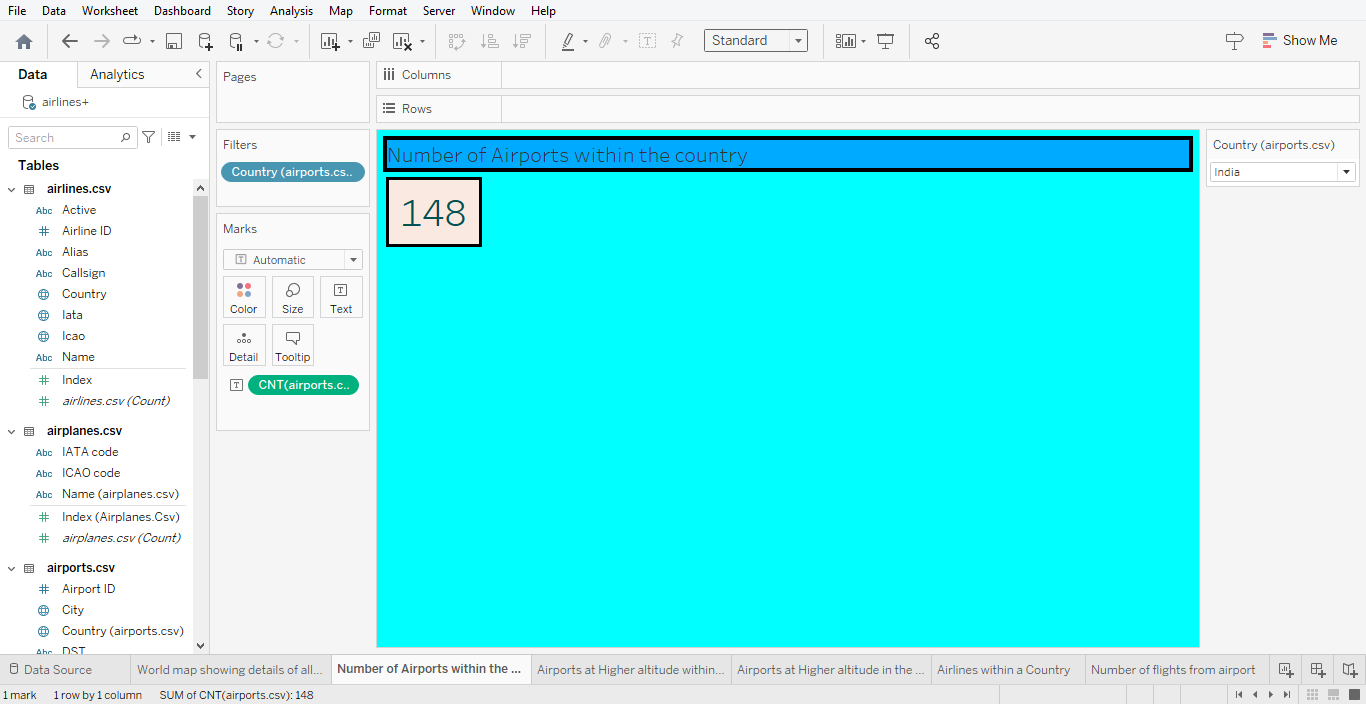 File Data Worksheet Dashboard Story Analysis Map Format Server Window Help
Standard
Show Me
Data Analytics
airlines+
Search
Tables
airlines.csv
Abc Active
# Airline ID
Abc Alias
Abc Callsign
Country
Iata
Icao
Abc Name
# Index
# airlines.csv (Count)
airplanes.csv
Abc IATA code
Abc ICAO code
Abc Name (airplanes.csv)
# Index (Airplanes.Csv)
# airplanes.csv (Count)
airports.csv
# Airport ID
City
Country (airports.csv)
Abc DST
Pages
Filters
Country (airports.cs..
Marks
T Automatic
Color Size T Text
Detail Tooltip
T CNT(airports.c..
Columns
Rows
Number of Airports within the country
148
Country (airports.csv)
India
Data Source World map showing details of all... Number of Airports within the ... Airports at Higher altitude within... Airports at Higher altitude in the ... Airlines within a Country Number of flights from airport
1 mark 1 row by 1 column SUM of CNT(airports.csv): 148